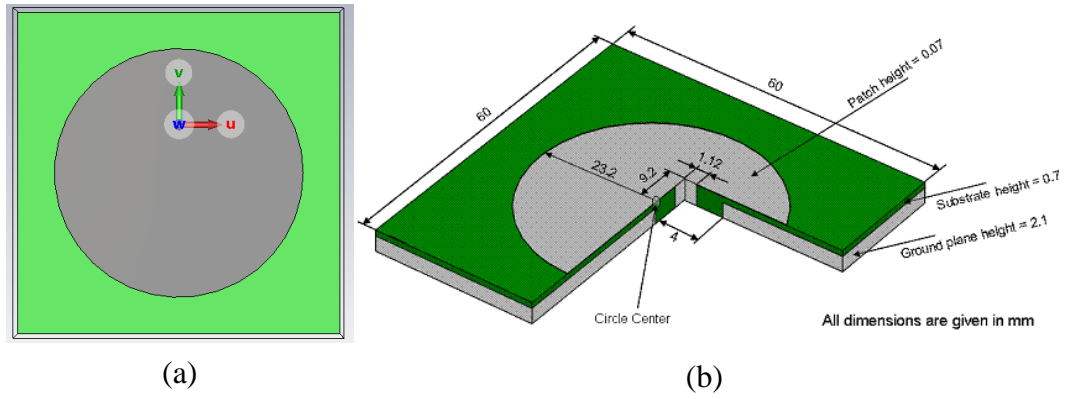 v
w
u
(a)
60
60
Patch height = 0.07
23.2
9.2
1.12
4
Substrate height = 0.7
Ground plane height = 2.1
Circle Center
All dimensions are given in mm
(b)